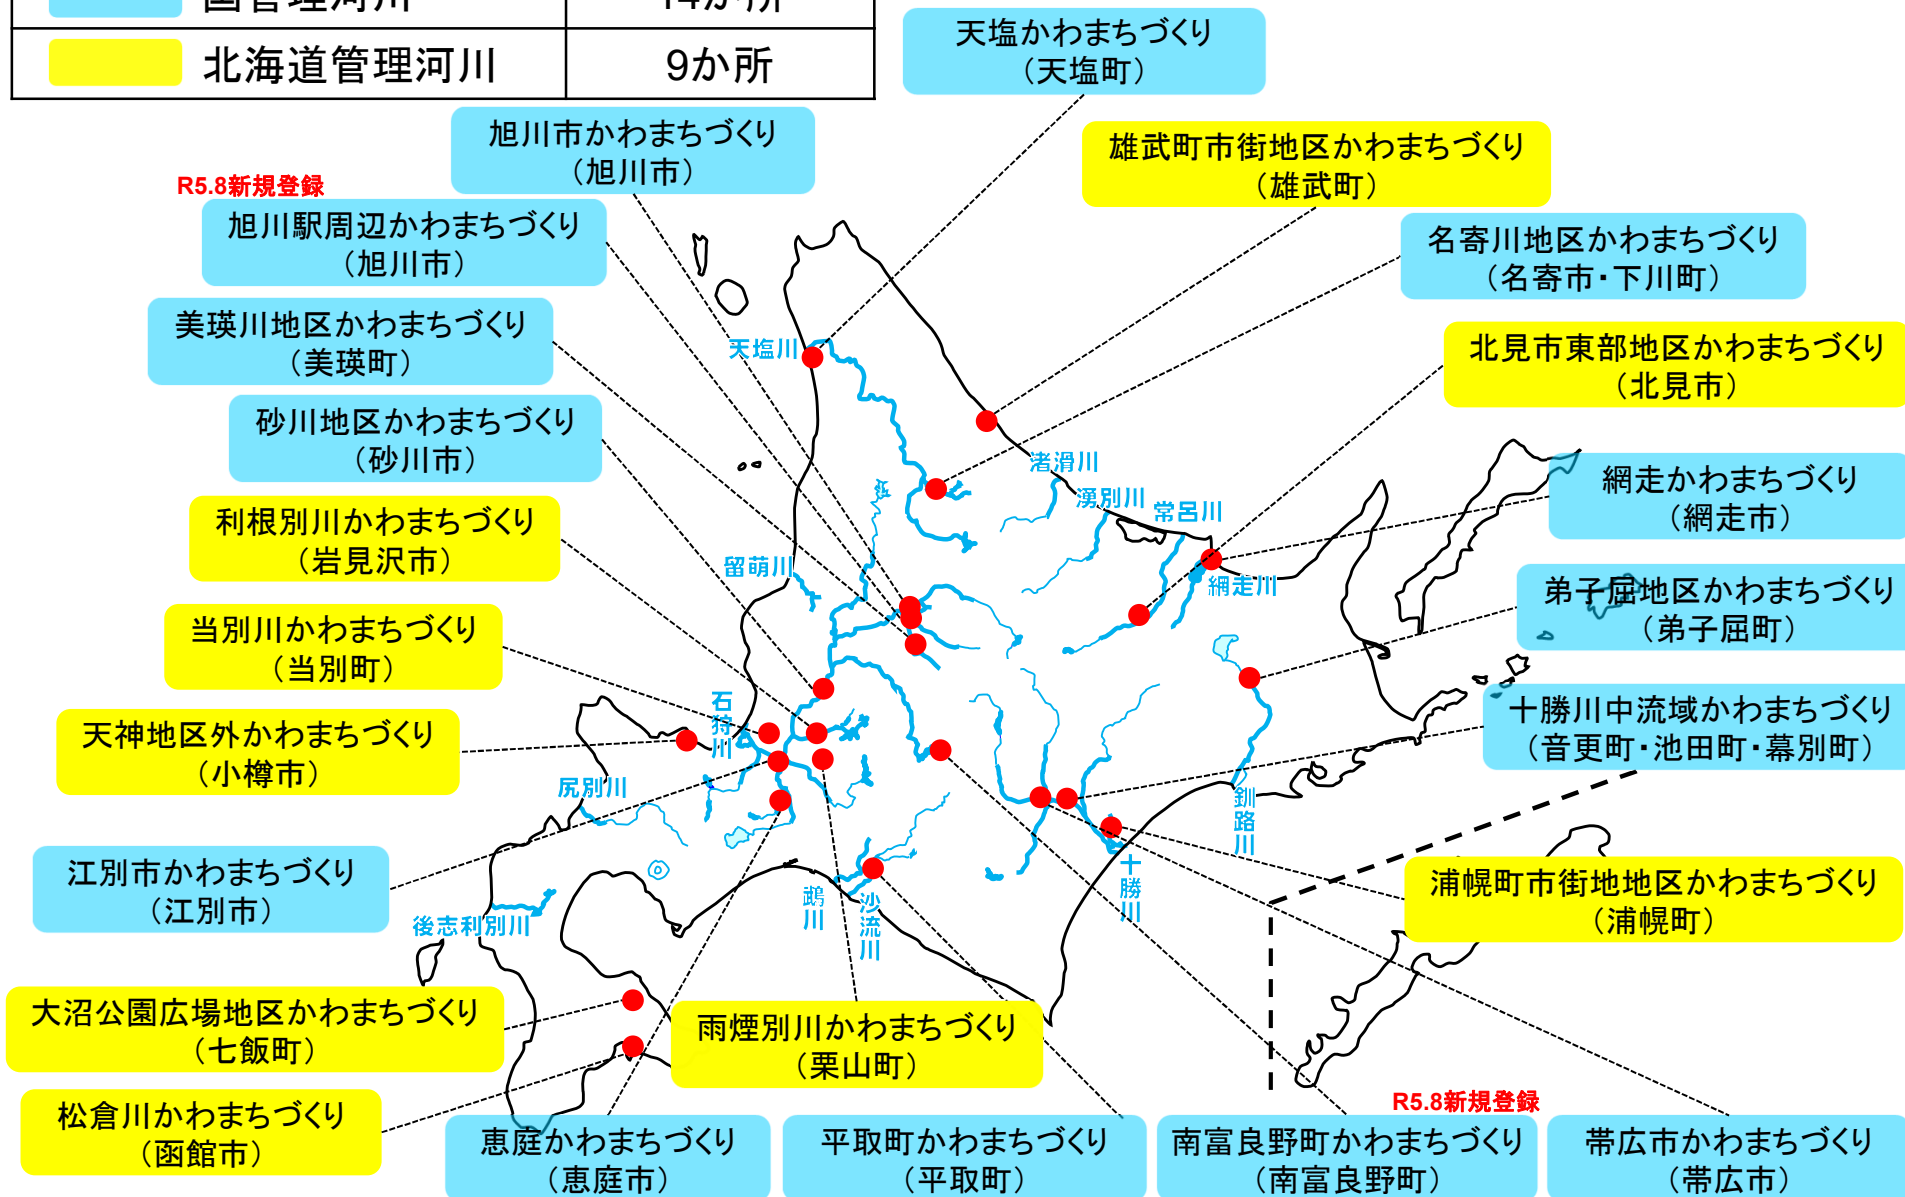 国管理河川 14か所
北海道管理河川 9か所
天塩かわまちづくり
（天塩町）
旭川市かわまちづくり
（旭川市）
雄武町市街地区かわまちづくり
（雄武町）
R5.8新規登録
旭川駅周辺かわまちづくり
（旭川市）
名寄川地区かわまちづくり
（名寄市・下川町）
美瑛川地区かわまちづくり
（美瑛町）
北見市東部地区かわまちづくり
（北見市）
天塩川
砂川地区かわまちづくり
（砂川市）
渚滑川
湧別川
常呂川
網走かわまちづくり
（網走市）
利根別川かわまちづくり
（岩見沢市）
留萌川
網走川
弟子屈地区かわまちづくり
（弟子屈町）
当別川かわまちづくり
（当別町）
石狩川
十勝川中流域かわまちづくり
（音更町・池田町・幕別町）
天神地区外かわまちづくり
（小樽市）
尻別川
釧路川
江別市かわまちづくり
（江別市）
後志利別川
鵡川
沙流川
十勝川
浦幌町市街地地区かわまちづくり
（浦幌町）
大沼公園広場地区かわまちづくり
（七飯町）
雨煙別川かわまちづくり
（栗山町）
松倉川かわまちづくり
（函館市）
R5.8新規登録
恵庭かわまちづくり
（恵庭市）
平取町かわまちづくり
（平取町）
南富良野町かわまちづくり
（南富良野町）
帯広市かわまちづくり
（帯広市）